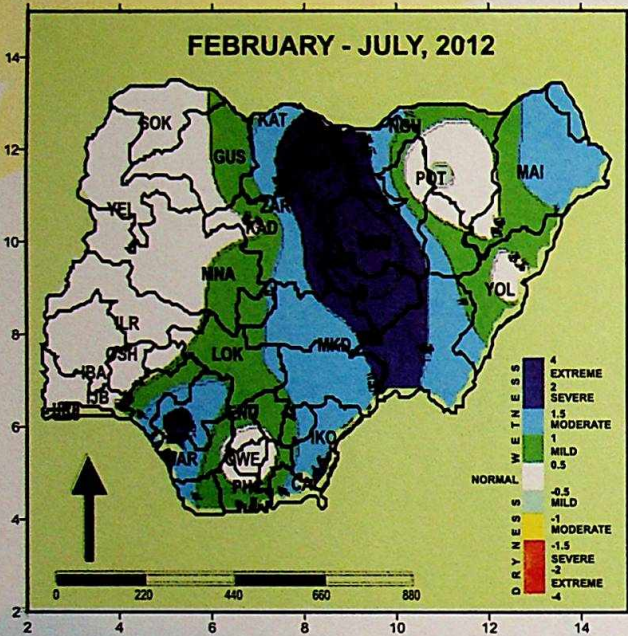 FEBRUARY - JULY, 2012
14
12
10
8
6
4
2
2
4
6
8
10
12
14
SOK
KAT
GUS
NGU
POT
MAI
YEL
ZAR
KAD
MNA
YOL
ILR
OSH
LOK
MKD
IBA
IJB
ENU
IKO
WAR
OWE
PHC
CAL
0
220
440
660
880
WETNESS
NORMAL
DRYNESS
4
EXTREME
2
SEVERE
1.5
MODERATE
1
MILD
0.5
-0.5
MILD
-1
MODERATE
-1.5
SEVERE
-2
EXTREME
-4